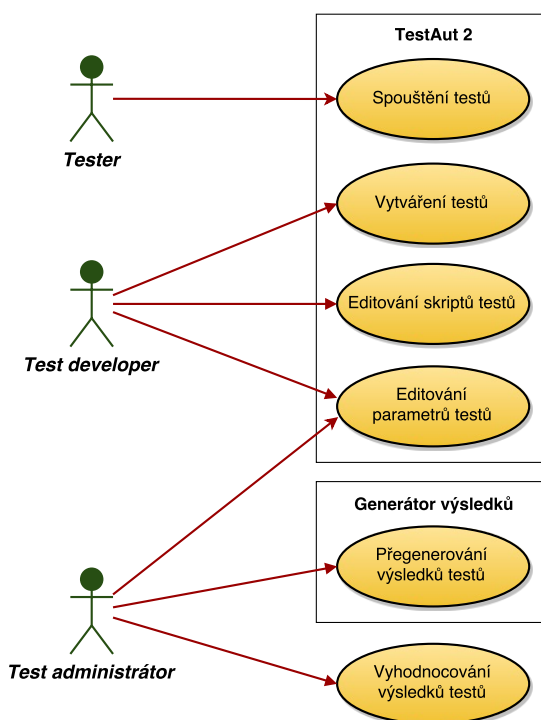 TestAut 2
Spouštění testů
Tester
Vytváření testů
Editování skriptů testů
Test developer
Editování
parametrů testů
Generátor výsledků
Přegenerování
výsledků testů
Test administrátor
Vyhodnocování
výsledků testů